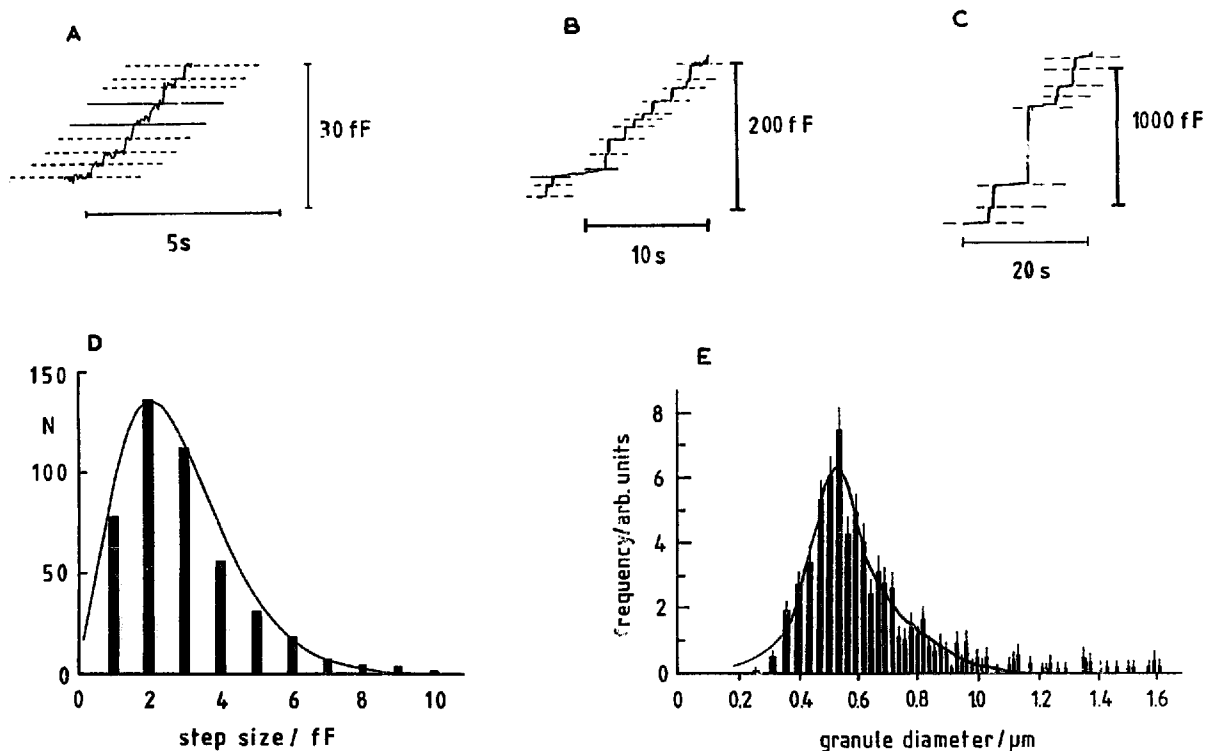 A
30 fF
5s
B
200 fF
10 s
C
1000 fF
20 s
D
150
N
100
50
0
0 2 4 6 8 10
step size / fF
E
8
6
4
2
0
frequency/arb. units
0 0.2 0.4 0.6 0.8 1.0 1.2 1.4 1.6
granule diameter/μm